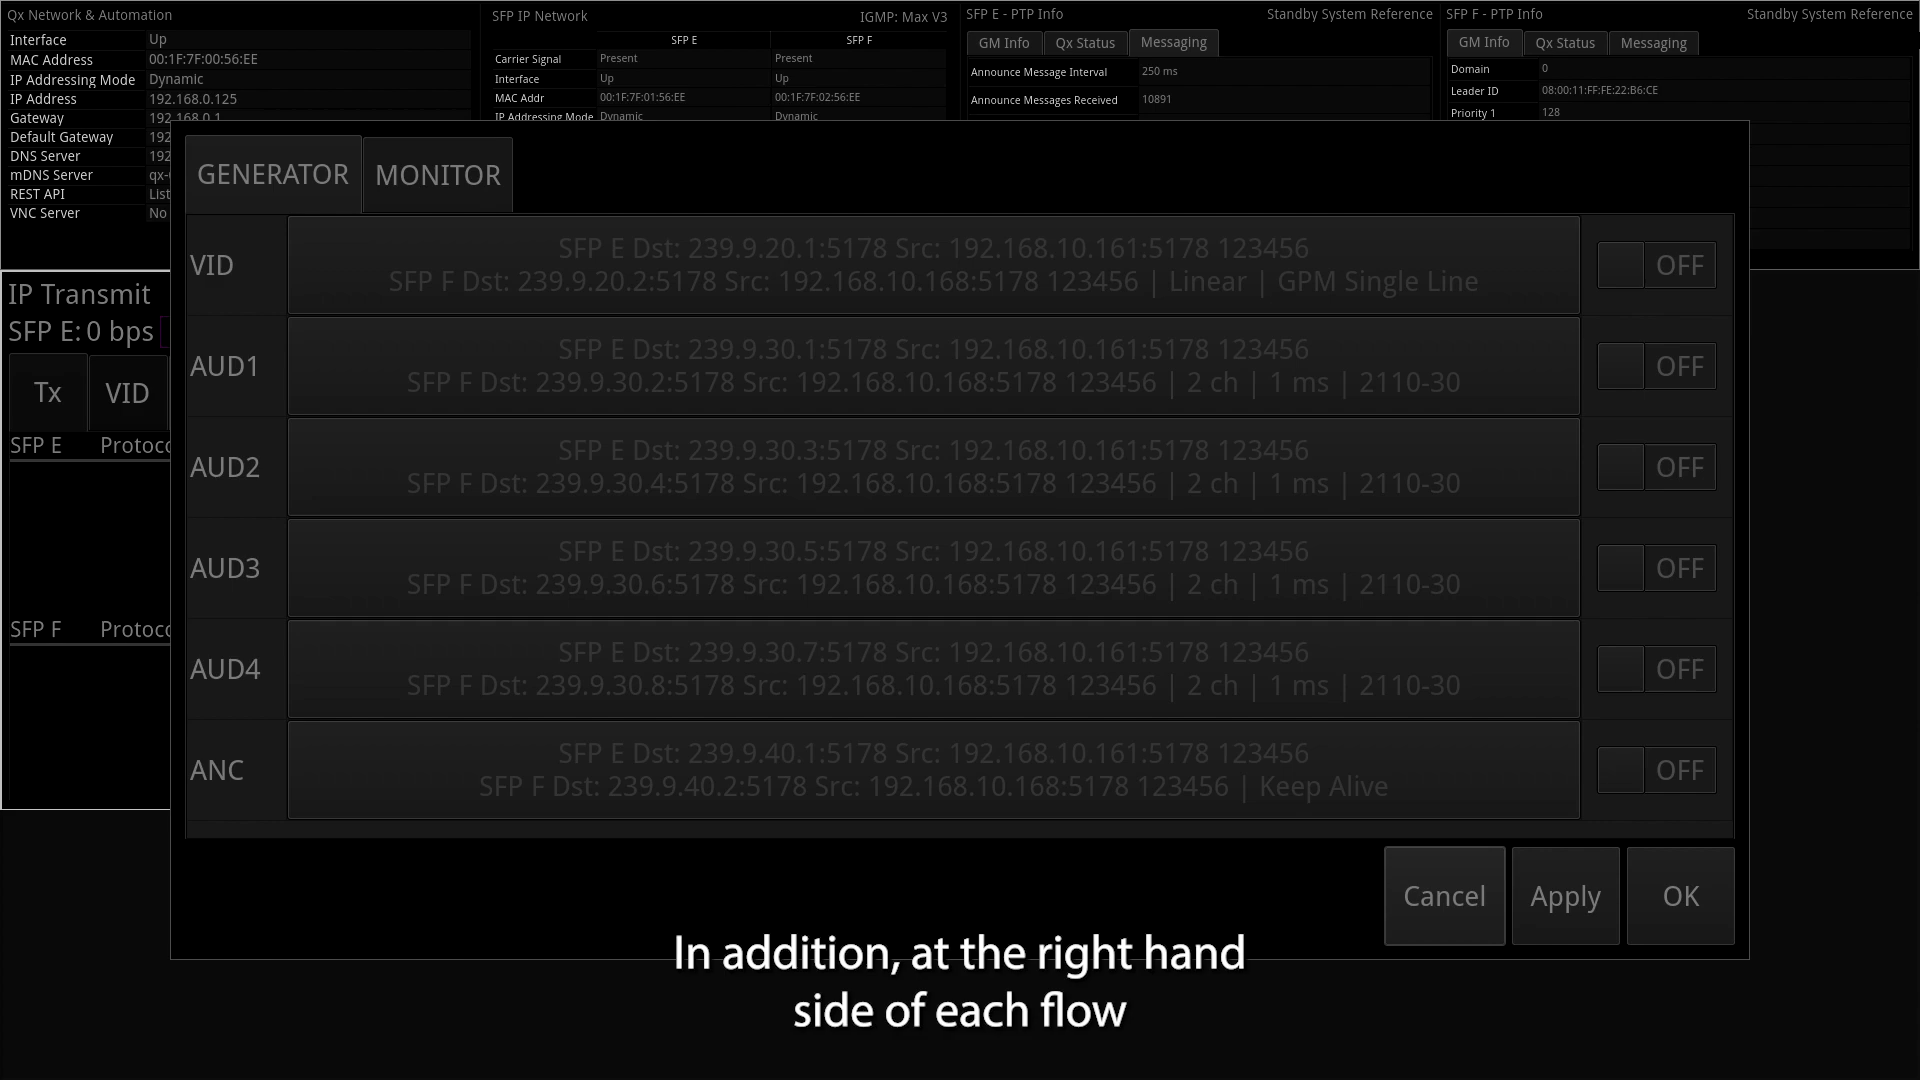 Qx Network & Automation
Interface Up
MAC Address 00:1F:7F:00:56:EE
IP Addressing Mode Dynamic
IP Address 192.168.0.125
Gateway 192.168.0.1
Default Gateway 192
DNS Server 192
mDNS Server qx-
REST API List
VNC Server No
SFP IP Network IGMP: Max V3
SFP E SFP F
Carrier Signal Present Present
Interface Up Up
MAC Addr 00:1F:7F:01:56:EE 00:1F:7F:02:56:EE
IP Addressing Mode Dynamic Dynamic
SFP E - PTP Info Standby System Reference
GM Info Qx Status Messaging
Announce Message Interval 250 ms
Announce Messages Received 10891
SFP F - PTP Info Standby System Reference
GM Info Qx Status Messaging
Domain 0
Leader ID 08:00:11:FF:FE:22:B6:CE
Priority 1 128
IP Transmit
SFP E: 0 bps
Tx VID
SFP E Protoco
SFP F Protoco
GENERATOR MONITOR
VID
SFP E Dst: 239.9.20.1:5178 Src: 192.168.10.161:5178 123456
SFP F Dst: 239.9.20.2:5178 Src: 192.168.10.168:5178 123456 | Linear | GPM Single Line
OFF
AUD1
SFP E Dst: 239.9.30.1:5178 Src: 192.168.10.161:5178 123456
SFP F Dst: 239.9.30.2:5178 Src: 192.168.10.168:5178 123456 | 2 ch | 1 ms | 2110-30
OFF
AUD2
SFP E Dst: 239.9.30.3:5178 Src: 192.168.10.161:5178 123456
SFP F Dst: 239.9.30.4:5178 Src: 192.168.10.168:5178 123456 | 2 ch | 1 ms | 2110-30
OFF
AUD3
SFP E Dst: 239.9.30.5:5178 Src: 192.168.10.161:5178 123456
SFP F Dst: 239.9.30.6:5178 Src: 192.168.10.168:5178 123456 | 2 ch | 1 ms | 2110-30
OFF
AUD4
SFP E Dst: 239.9.30.7:5178 Src: 192.168.10.161:5178 123456
SFP F Dst: 239.9.30.8:5178 Src: 192.168.10.168:5178 123456 | 2 ch | 1 ms | 2110-30
OFF
ANC
SFP E Dst: 239.9.40.1:5178 Src: 192.168.10.161:5178 123456
SFP F Dst: 239.9.40.2:5178 Src: 192.168.10.168:5178 123456 | Keep Alive
OFF
Cancel Apply OK
In addition, at the right hand
side of each flow